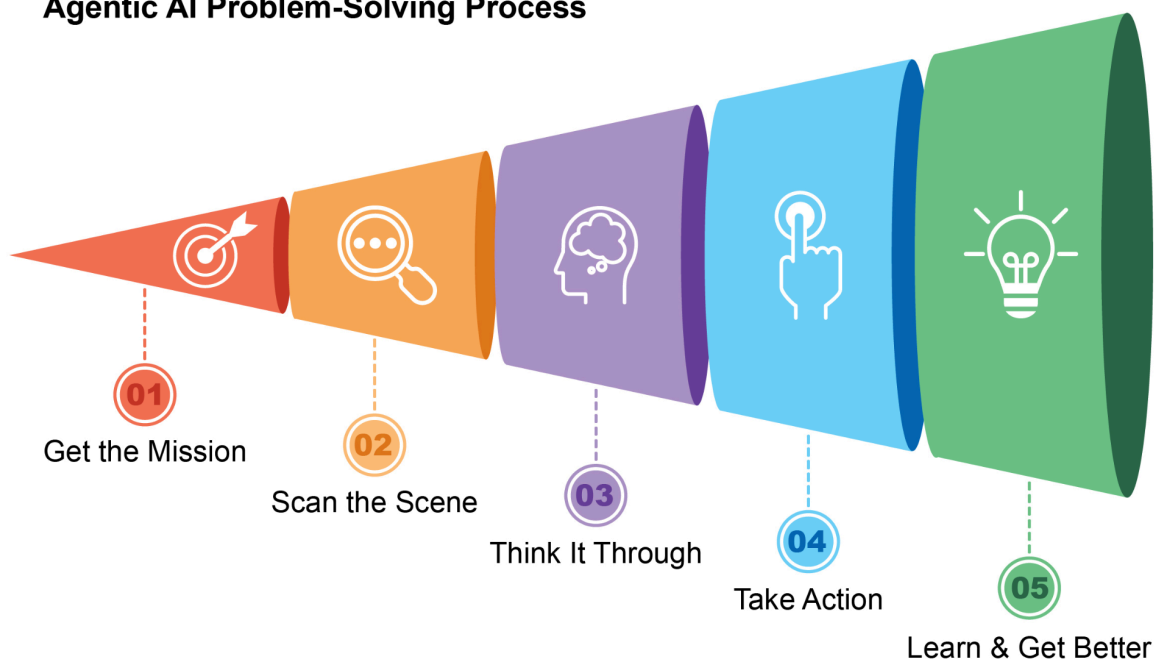 Agentic AI Problem-Solving Process
01
Get the Mission
02
Scan the Scene
03
Think It Through
04
Take Action
05
Learn & Get Better